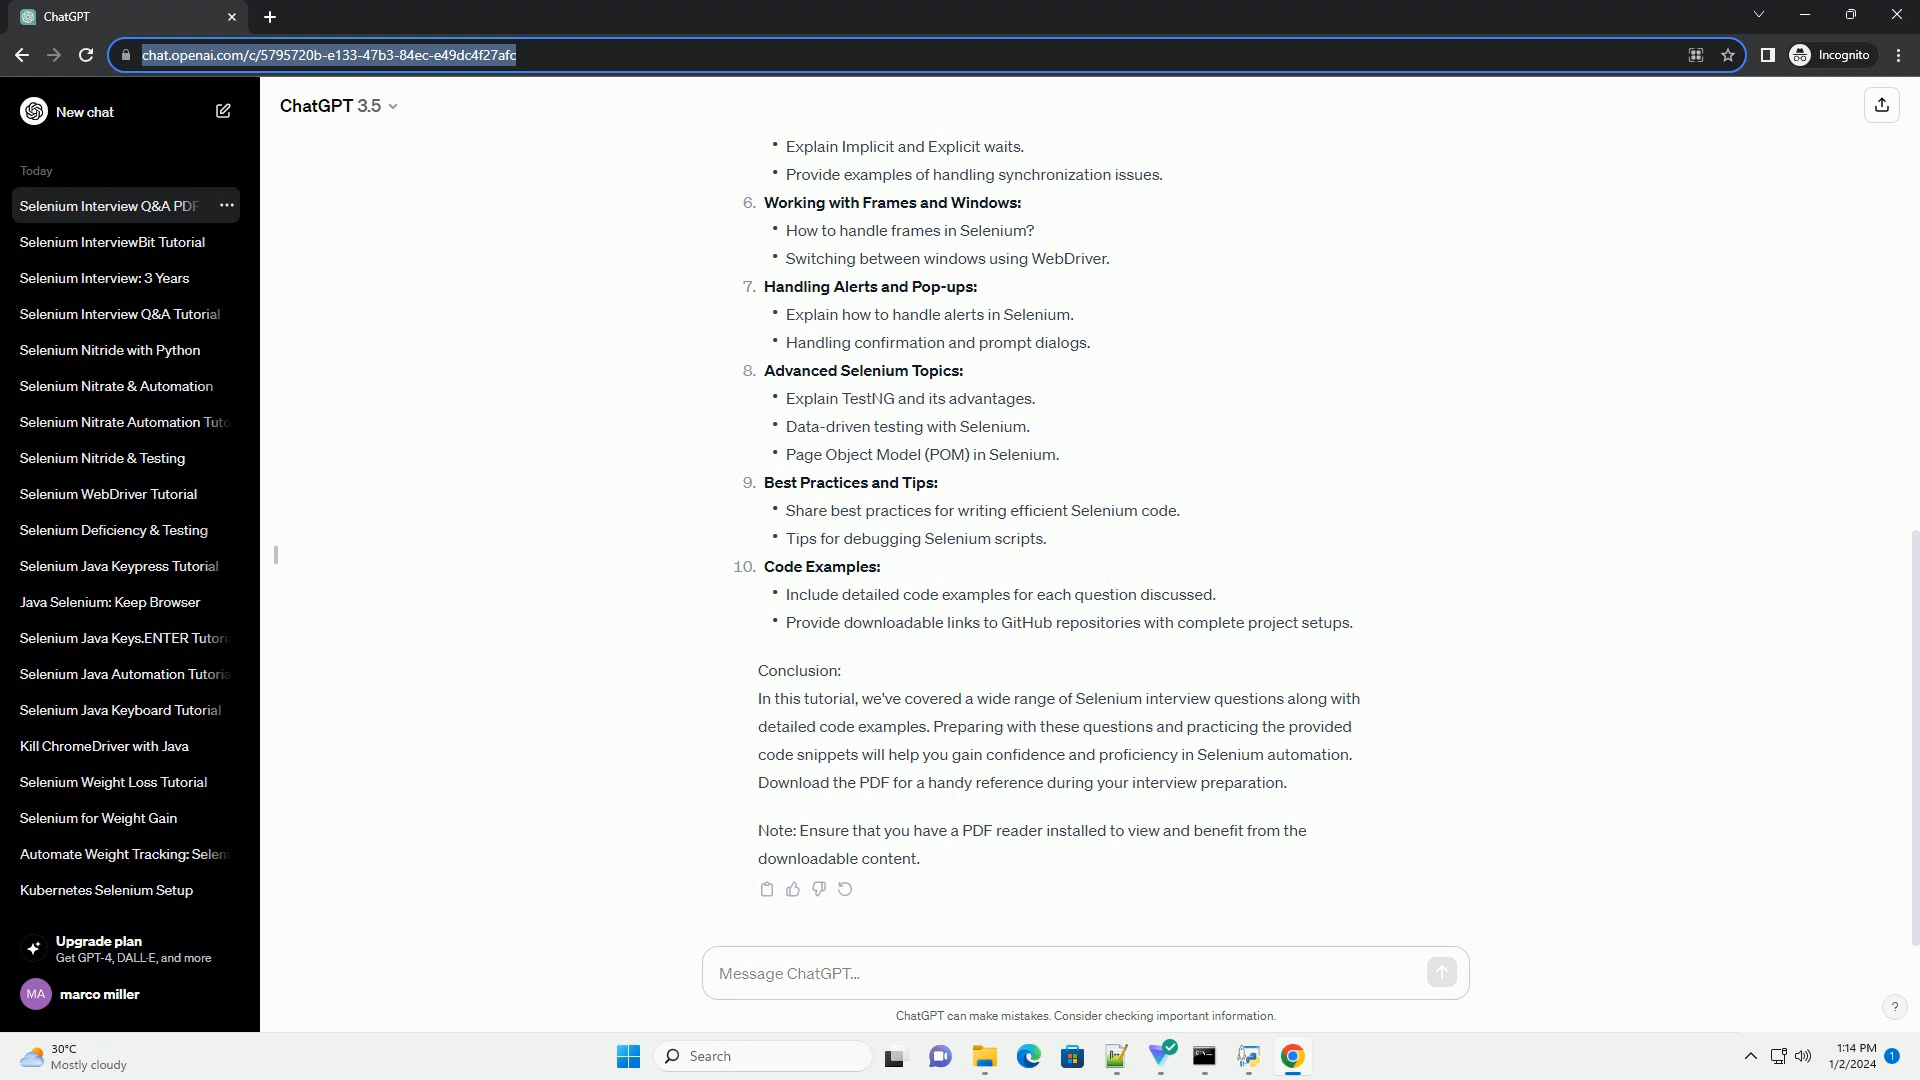 ChatGPT
chat.openai.com/c/5795720b-e133-47b3-84ec-e49dc4f27afc
Incognito
New chat
ChatGPT 3.5
Today
Selenium Interview Q&A PDF
Selenium InterviewBit Tutorial
Selenium Interview: 3 Years
Selenium Interview Q&A Tutorial
Selenium Nitride with Python
Selenium Nitrate & Automation
Selenium Nitrate Automation Tuto
Selenium Nitride & Testing
Selenium WebDriver Tutorial
Selenium Deficiency & Testing
Selenium Java Keypress Tutorial
Java Selenium: Keep Browser
Selenium Java Keys.ENTER Tutori
Selenium Java Automation Tutoria
Selenium Java Keyboard Tutorial
Kill ChromeDriver with Java
Selenium Weight Loss Tutorial
Selenium for Weight Gain
Automate Weight Tracking: Selen
Kubernetes Selenium Setup
Upgrade plan
Get GPT-4, DALL·E, and more
MA
marco miller
• Explain Implicit and Explicit waits.
• Provide examples of handling synchronization issues.
6. Working with Frames and Windows:
• How to handle frames in Selenium?
• Switching between windows using WebDriver.
7. Handling Alerts and Pop-ups:
• Explain how to handle alerts in Selenium.
• Handling confirmation and prompt dialogs.
8. Advanced Selenium Topics:
• Explain TestNG and its advantages.
• Data-driven testing with Selenium.
• Page Object Model (POM) in Selenium.
9. Best Practices and Tips:
• Share best practices for writing efficient Selenium code.
• Tips for debugging Selenium scripts.
10. Code Examples:
• Include detailed code examples for each question discussed.
• Provide downloadable links to GitHub repositories with complete project setups.
Conclusion:
In this tutorial, we've covered a wide range of Selenium interview questions along with
detailed code examples. Preparing with these questions and practicing the provided
code snippets will help you gain confidence and proficiency in Selenium automation.
Download the PDF for a handy reference during your interview preparation.
Note: Ensure that you have a PDF reader installed to view and benefit from the
downloadable content.
Message ChatGPT...
ChatGPT can make mistakes. Consider checking important information.
?
30°C
Mostly cloudy
Search
1:14 PM
1/2/2024
1